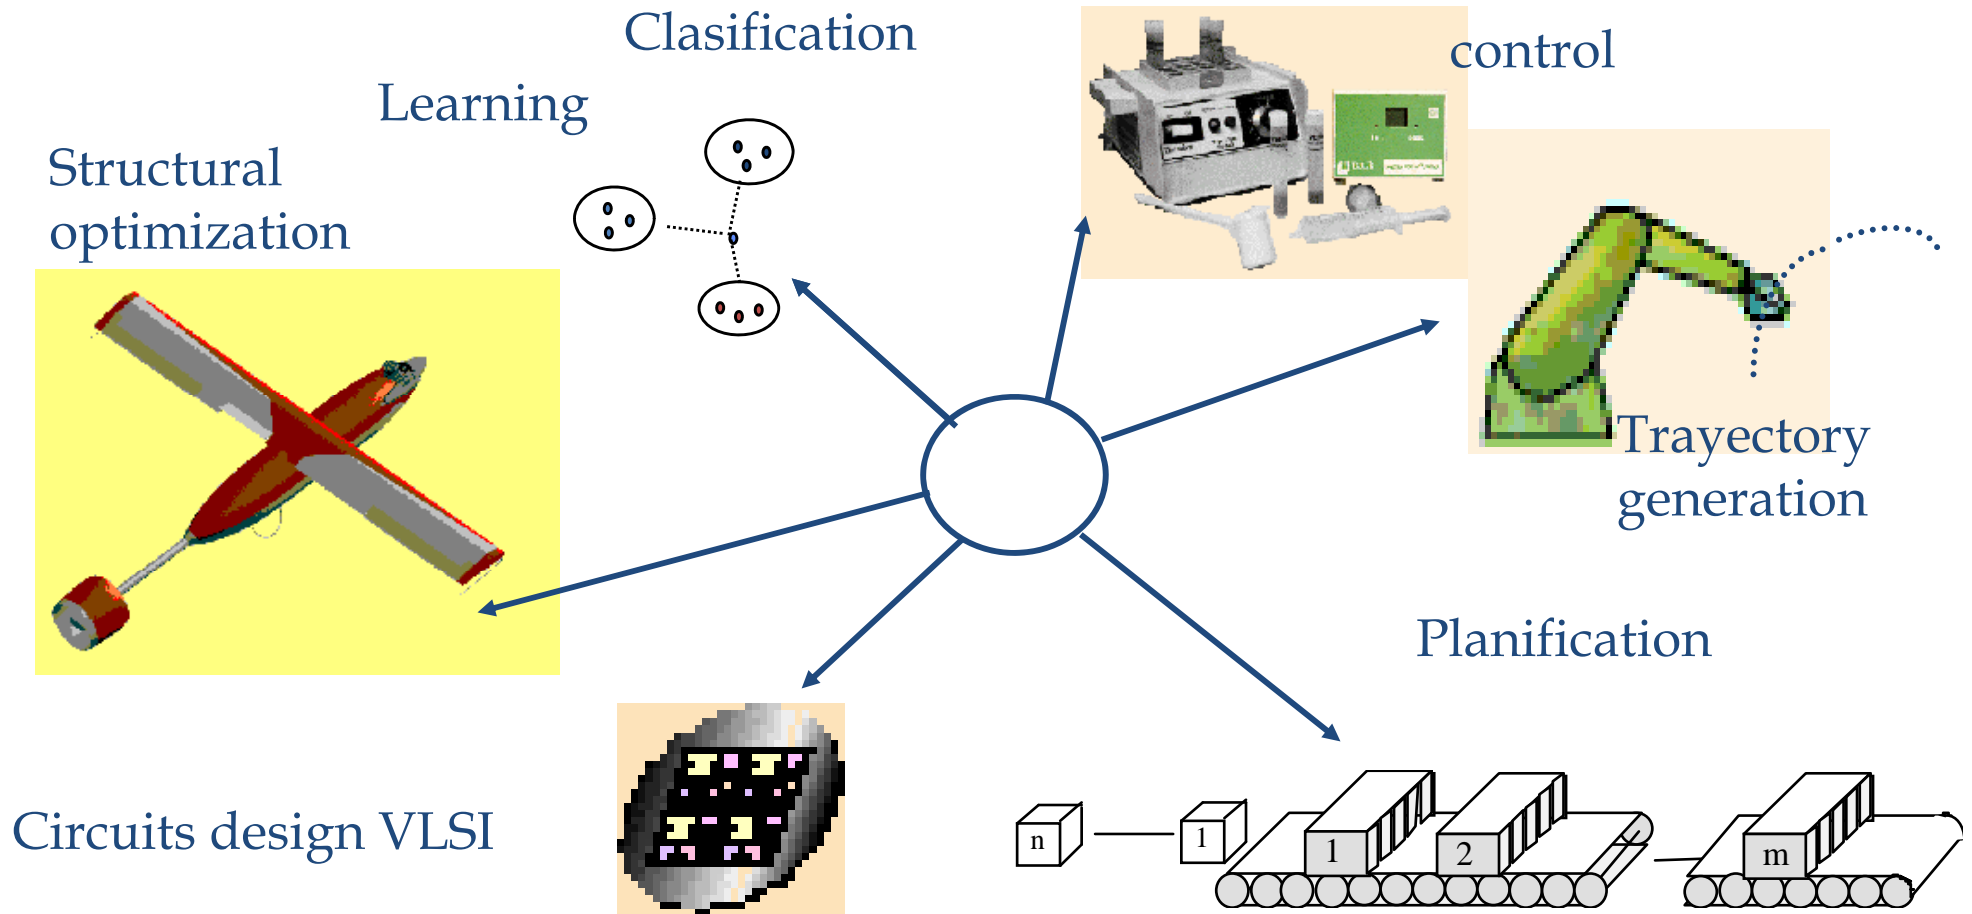 Clasification
control
Learning
Structural
optimization
Trayectory
generation
Planification
Circuits design VLSI
n
1
1
2
m